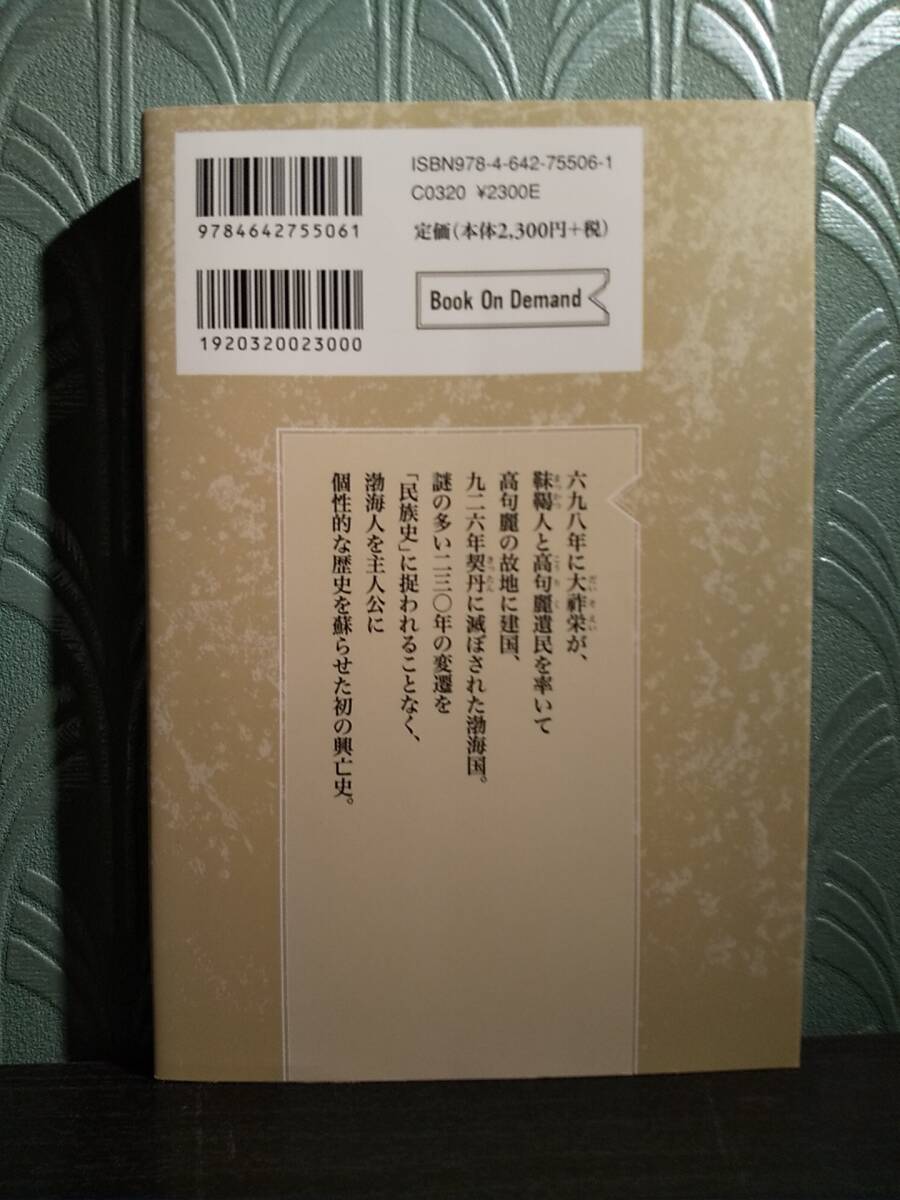 ISBN978-4-642-75506-1
C0320 ¥2300E
定価(本体2,300円+税)
9784642755061
Book On Demand
1920320023000
六九八年に大祚栄が、
靺鞨人と高句麗遺民を率いて
高句麗の故地に建国、
九二六年契丹に滅ぼされた渤海国。
謎の多い二三〇年の変遷を
「民族史」に捉われることなく、
渤海人を主人公に
個性的な歴史を蘇らせた初の興亡史。